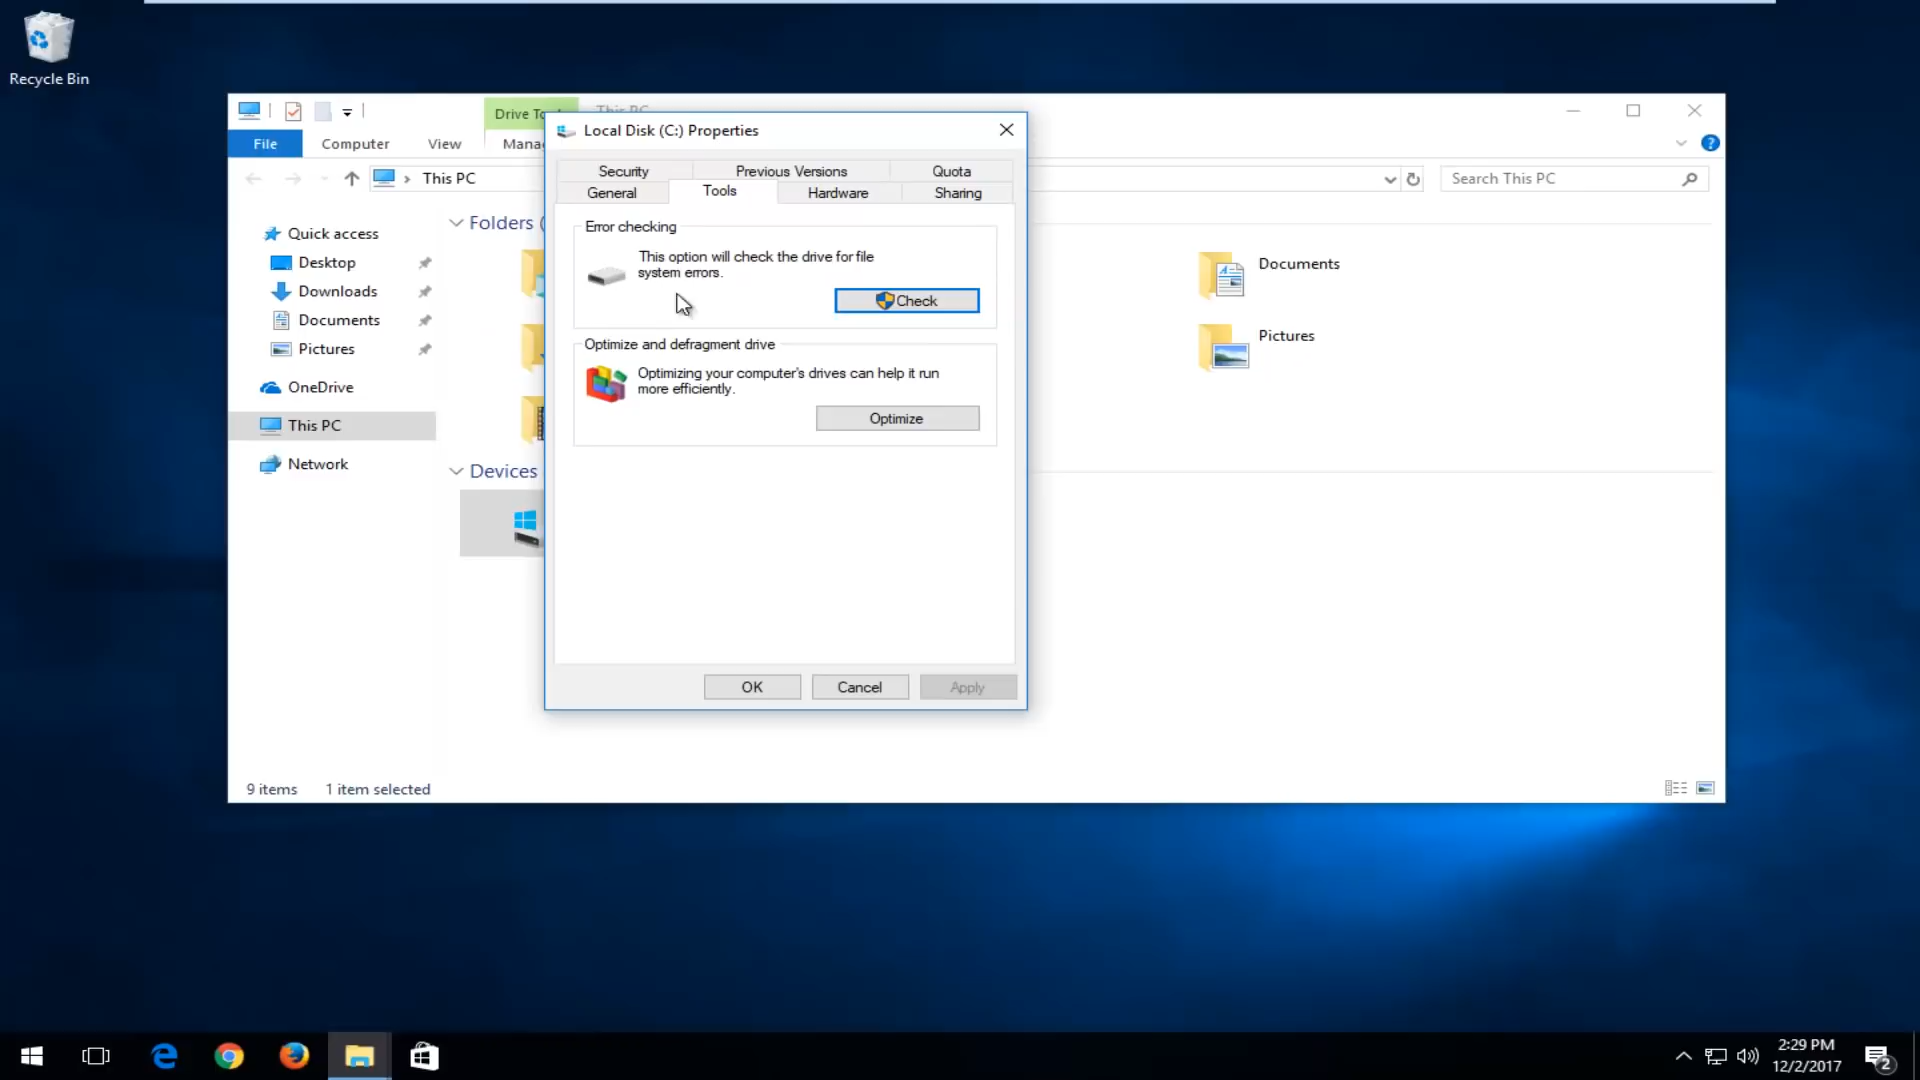 Recycle Bin
Drive To
This PC
File
Computer
View
Mana
This PC
Search This PC
Quick access
Desktop
Downloads
Documents
Pictures
OneDrive
This PC
Network
Folders (
Devices
Documents
Pictures
Local Disk (C:) Properties
Security
Previous Versions
Quota
General
Tools
Hardware
Sharing
Error checking
This option will check the drive for file
system errors.
Check
Optimize and defragment drive
Optimizing your computer's drives can help it run
more efficiently.
Optimize
OK
Cancel
Apply
9 items
1 item selected
2:29 PM
12/2/2017
2